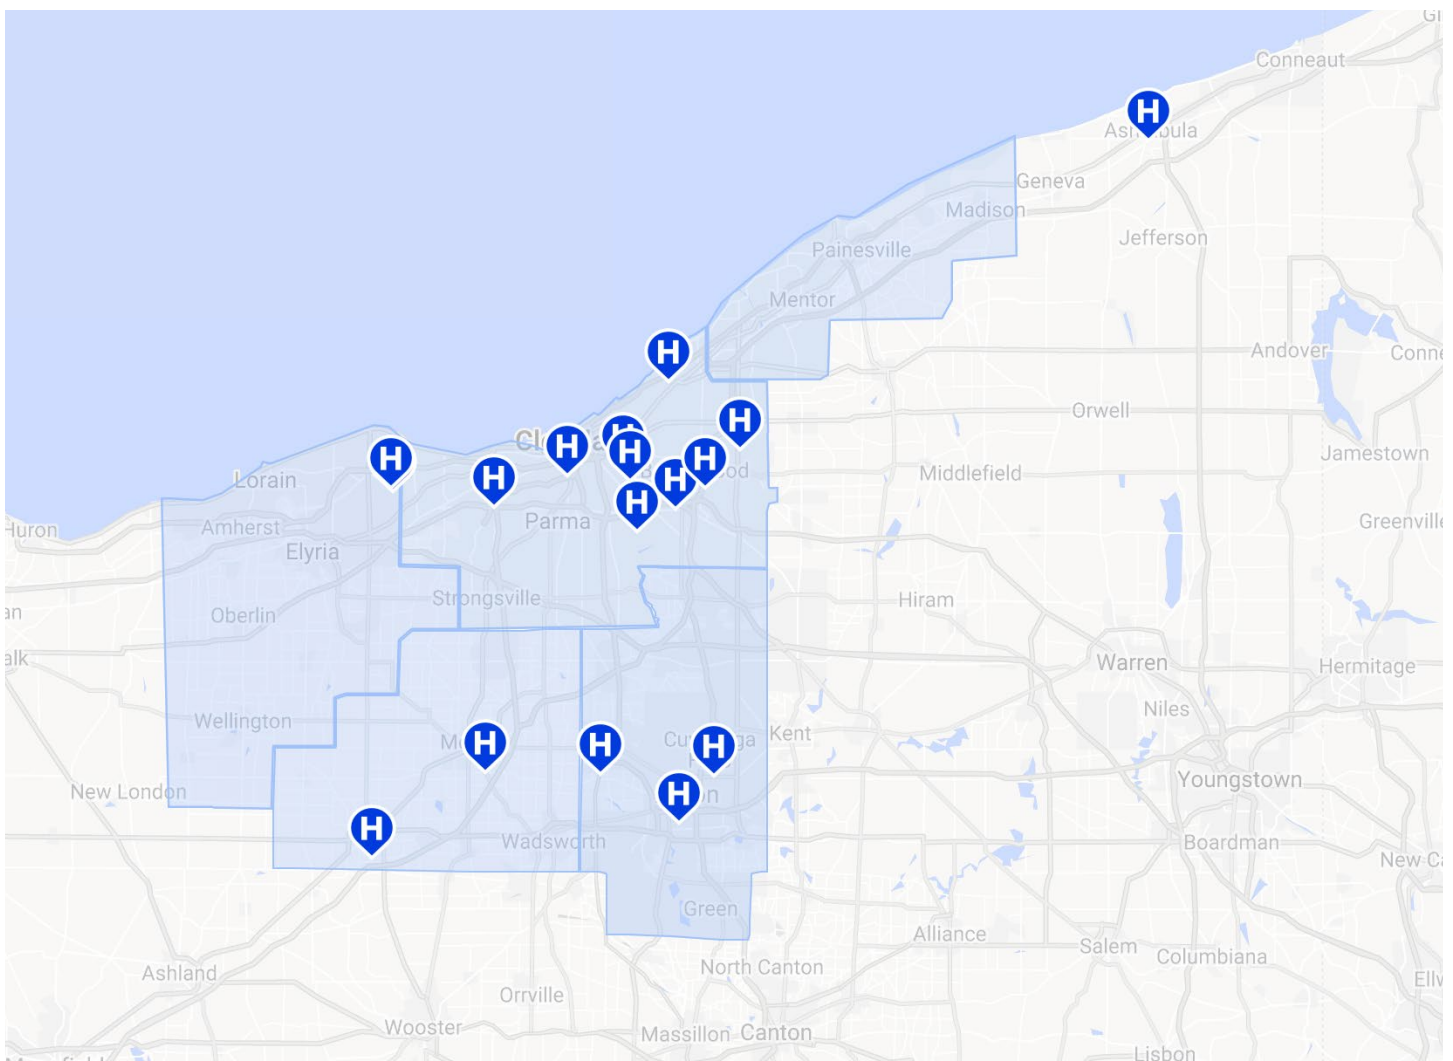 Conneaut
H
Geneva
Madison
Jefferson
Painesville
Mentor
H
Andover
Orwell
H
H
H
H
H
H
Lorain
H
H
Middlefield
Jamestown
H
Amherst
Parma
Greenville
Huron
Elyria
Strongsville
Hiram
Oberlin
Warren
Hermitage
Niles
Wellington
H
H
H
Kent
Youngstown
New London
H
H
Wadsworth
Boardman
Green
Alliance
Salem
Columbiana
Ashland
North Canton
Orrville
Wooster
Massillon
Canton
Lisbon